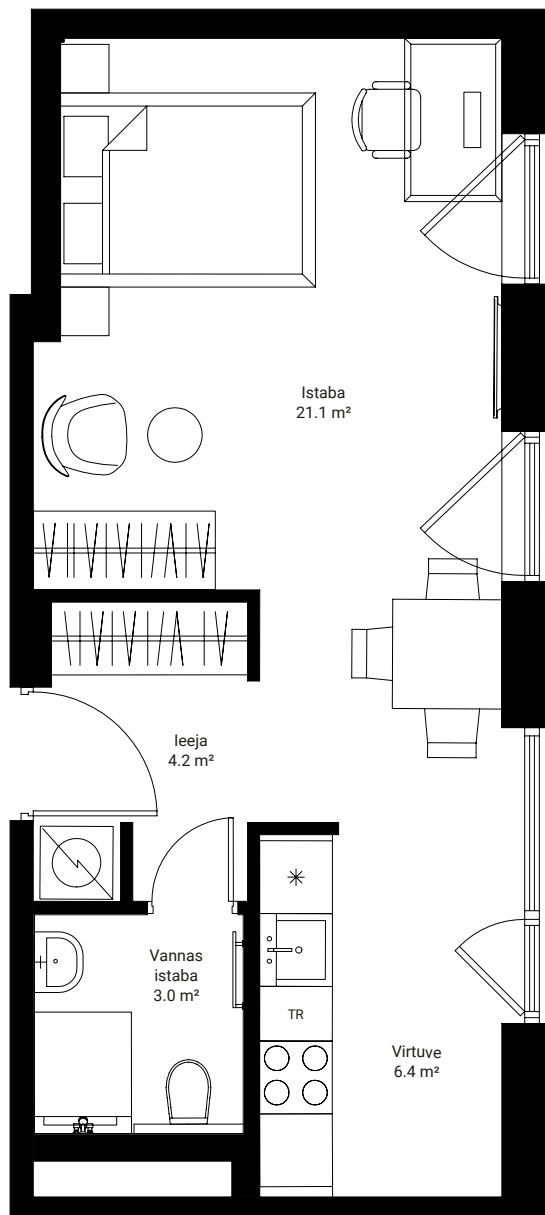 Istaba
21.1 m²
Ieeja
4.2 m²
Vannas
istaba
3.0 m²
TR
Virtuve
6.4 m²